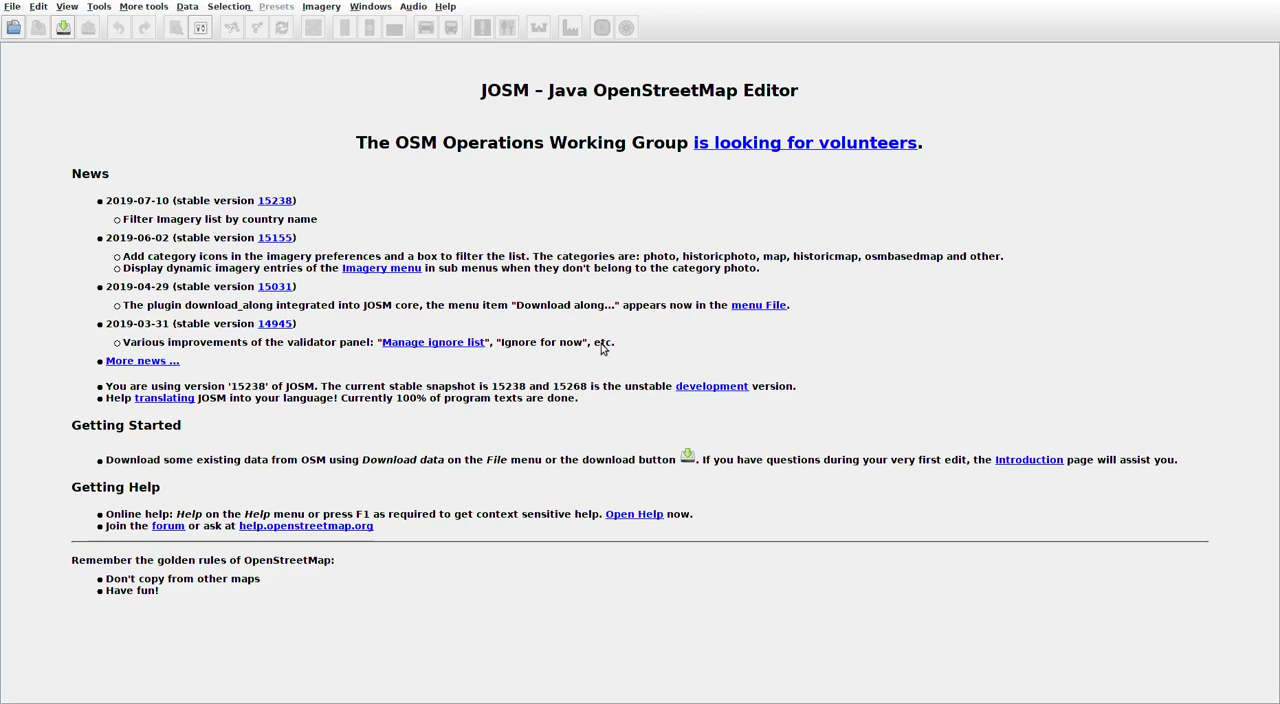 File Edit View Tools More tools Data Selection Presets Imagery Windows Audio Help
JOSM – Java OpenStreetMap Editor
The OSM Operations Working Group is looking for volunteers.
News
2019-07-10 (stable version 15238)
Filter Imagery list by country name
2019-06-02 (stable version 15155)
Add category icons in the imagery preferences and a box to filter the list. The categories are: photo, historicphoto, map, historicmap, osmbasedmap and other.
Display dynamic imagery entries of the Imagery menu in sub menus when they don't belong to the category photo.
2019-04-29 (stable version 15031)
The plugin download_along integrated into JOSM core, the menu item "Download along..." appears now in the menu File.
2019-03-31 (stable version 14945)
Various improvements of the validator panel: "Manage ignore list", "Ignore for now", etc.
More news ...
You are using version '15238' of JOSM. The current stable snapshot is 15238 and 15268 is the unstable development version.
Help translating JOSM into your language! Currently 100% of program texts are done.
Getting Started
Download some existing data from OSM using Download data on the File menu or the download button . If you have questions during your very first edit, the Introduction page will assist you.
Getting Help
Online help: Help on the Help menu or press F1 as required to get context sensitive help. Open Help now.
Join the forum or ask at help.openstreetmap.org
Remember the golden rules of OpenStreetMap:
Don't copy from other maps
Have fun!